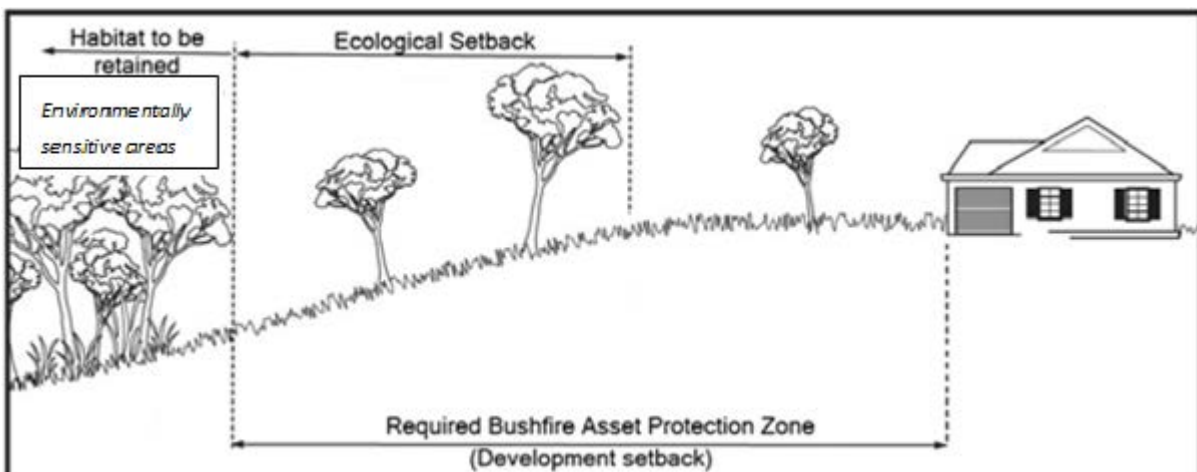 Habitat to be
retained
Ecological Setback
Environmentally
sensitive areas
Required Bushfire Asset Protection Zone
(Development setback)